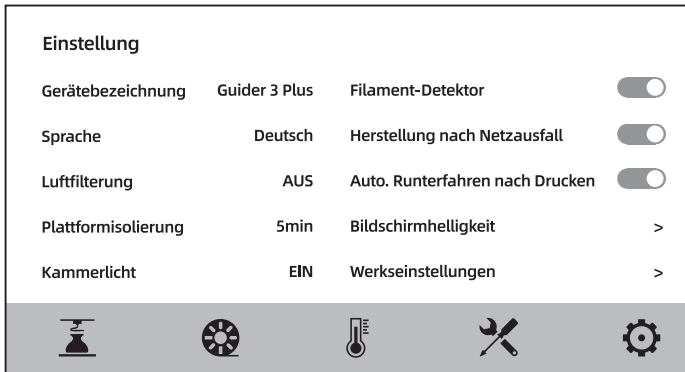 Einstellung
Gerätebezeichnung Guider 3 Plus Filament-Detektor
Sprache Deutsch Herstellung nach Netzausfall
Luftfilterung AUS Auto. Runterfahren nach Drucken
Plattformisolierung 5min Bildschirmhelligkeit >
Kammerlicht EIN Werkseinstellungen >